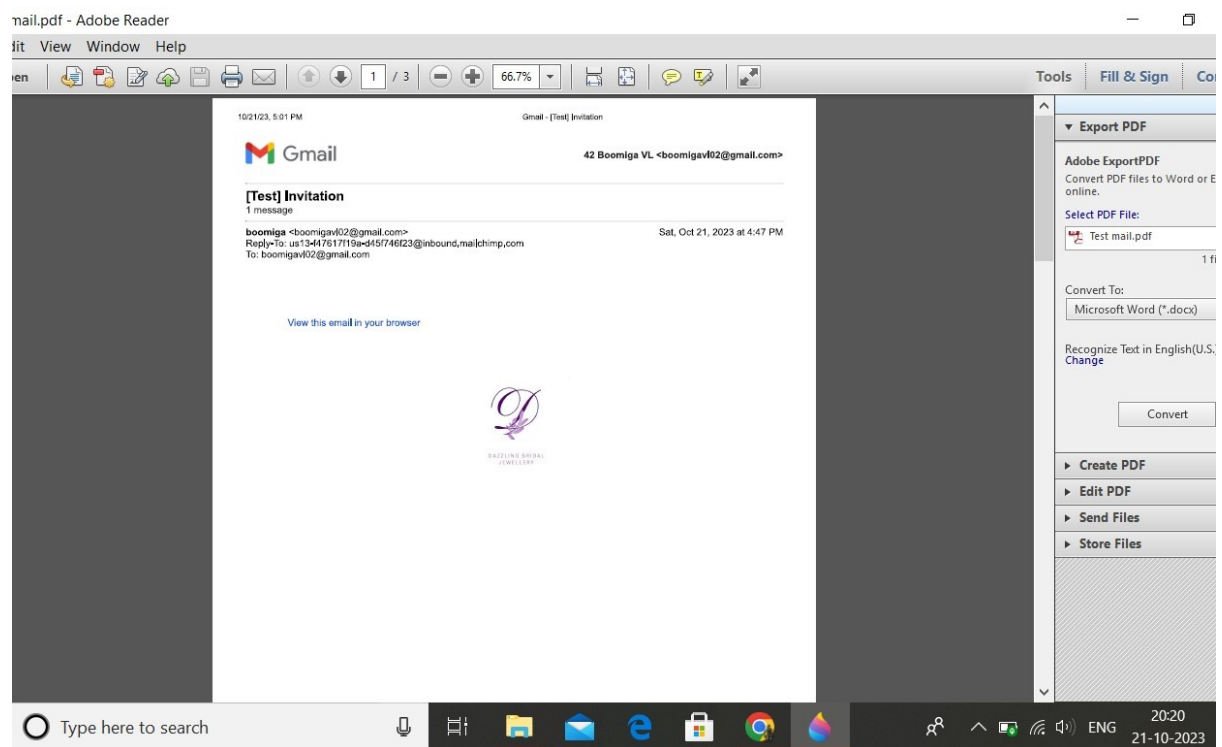 mail.pdf - Adobe Reader
dit View Window Help
en 1 / 3 66.7% Tools Fill & Sign Co
10/21/23, 5:01 PM Gmail - [Test] Invitation
Gmail 42 Boomiga VL <boomigavl02@gmail.com>
[Test] Invitation
1 message
boomiga <boomigavl02@gmail.com> Sat, Oct 21, 2023 at 4:47 PM
Reply-To: us13-f47617f19a-d45f746f23@inbound.mailchimp.com
To: boomigavl02@gmail.com
View this email in your browser
D
DAZZLING BRIDAL
JEWELLERY
Export PDF
Adobe ExportPDF
Convert PDF files to Word or E
online.
Select PDF File:
Test mail.pdf
1 fi
Convert To:
Microsoft Word (*.docx)
Recognize Text in English(U.S.
Change
Convert
Create PDF
Edit PDF
Send Files
Store Files
Type here to search ENG 20:20
21-10-2023